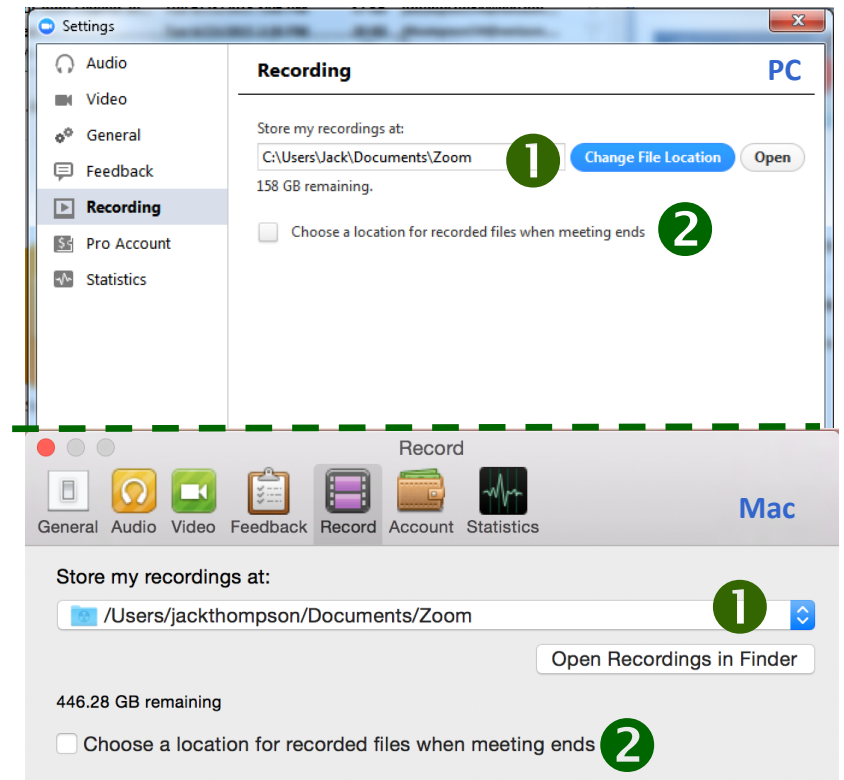 Settings
Audio
Video
General
Feedback
Recording
Pro Account
Statistics
Recording
PC
Store my recordings at:
C:\Users\Jack\Documents\Zoom
1
Change File Location
Open
158 GB remaining.
Choose a location for recorded files when meeting ends
2
Record
General Audio Video Feedback Record Account Statistics
Mac
Store my recordings at:
/Users/jackthompson/Documents/Zoom
1
Open Recordings in Finder
446.28 GB remaining
Choose a location for recorded files when meeting ends
2